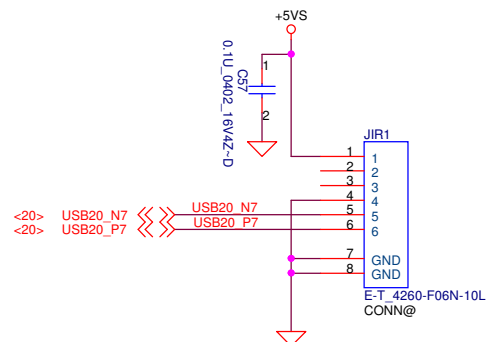 +5VS
1
C57
0.1U_0402_16V4Z~D
2
JIR1
1 1
2 2
3 3
4 4
<20> USB20_N7 USB20_N7 5 5
<20> USB20_P7 USB20_P7 6 6
7 GND
8 GND
E-T_4260-F06N-10L
CONN@